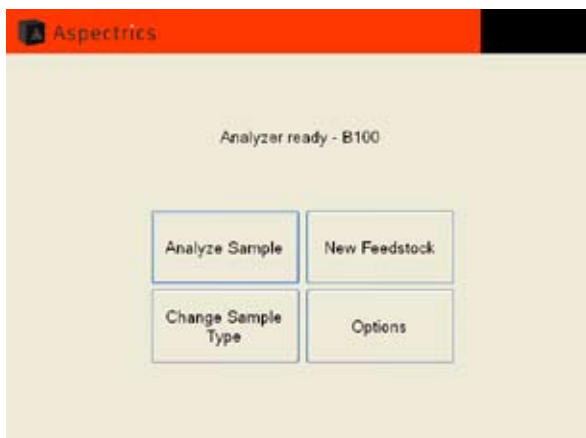 Aspectrics
Analyzer ready - B100
Analyze Sample
New Feedstock
Change Sample
Type
Options